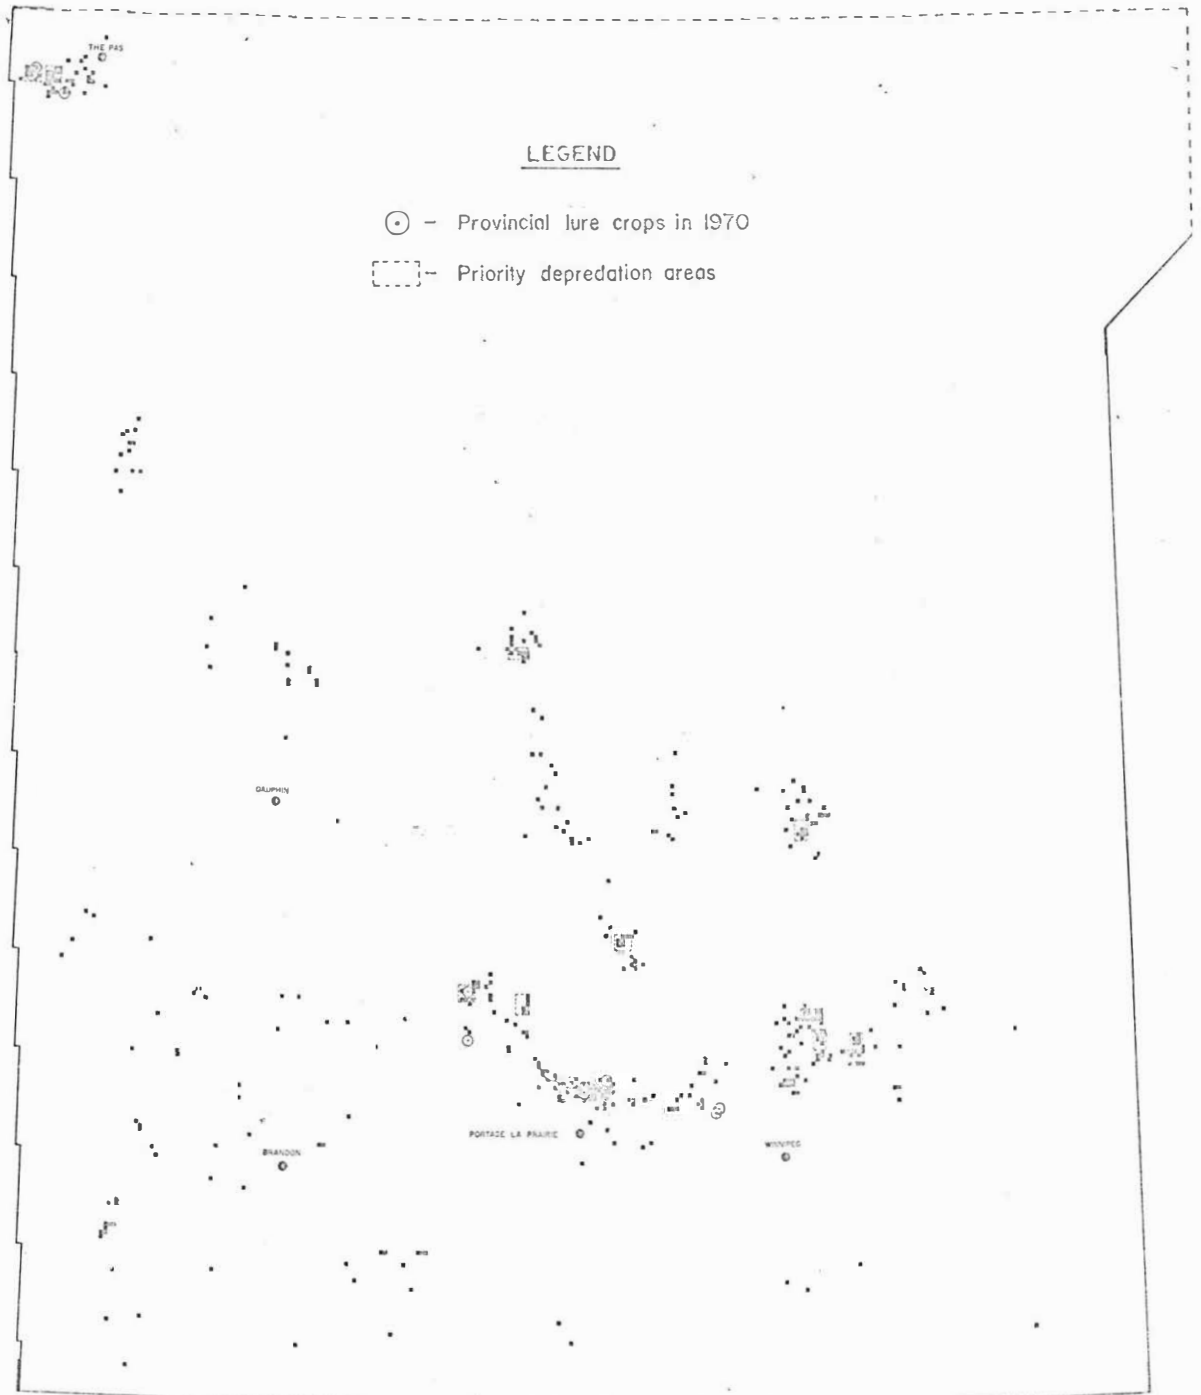 THE PAS
LEGEND
⊙ - Provincial lure crops in 1970
- Priority depredation areas
DAUPHIN
PORTAGE LA PRAIRIE
WINNIPEG
BRANDON